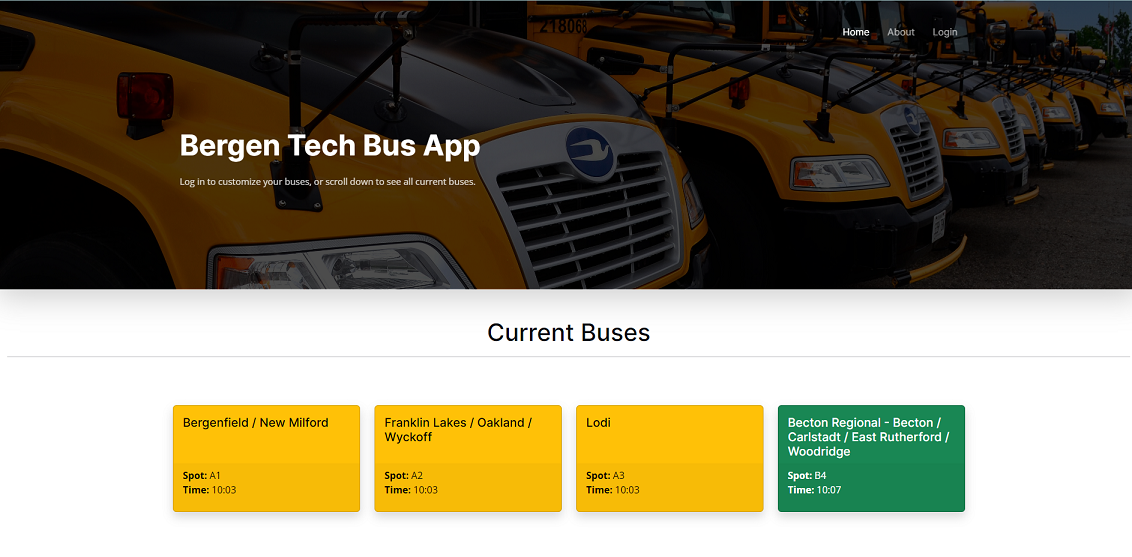 218068
Home About Login
Bergen Tech Bus App
Log in to customize your buses, or scroll down to see all current buses.
Current Buses
Bergenfield / New Milford
Spot: A1
Time: 10:03
Franklin Lakes / Oakland /
Wyckoff
Spot: A2
Time: 10:03
Lodi
Spot: A3
Time: 10:03
Becton Regional - Becton /
Carlstadt / East Rutherford /
Woodridge
Spot: B4
Time: 10:07